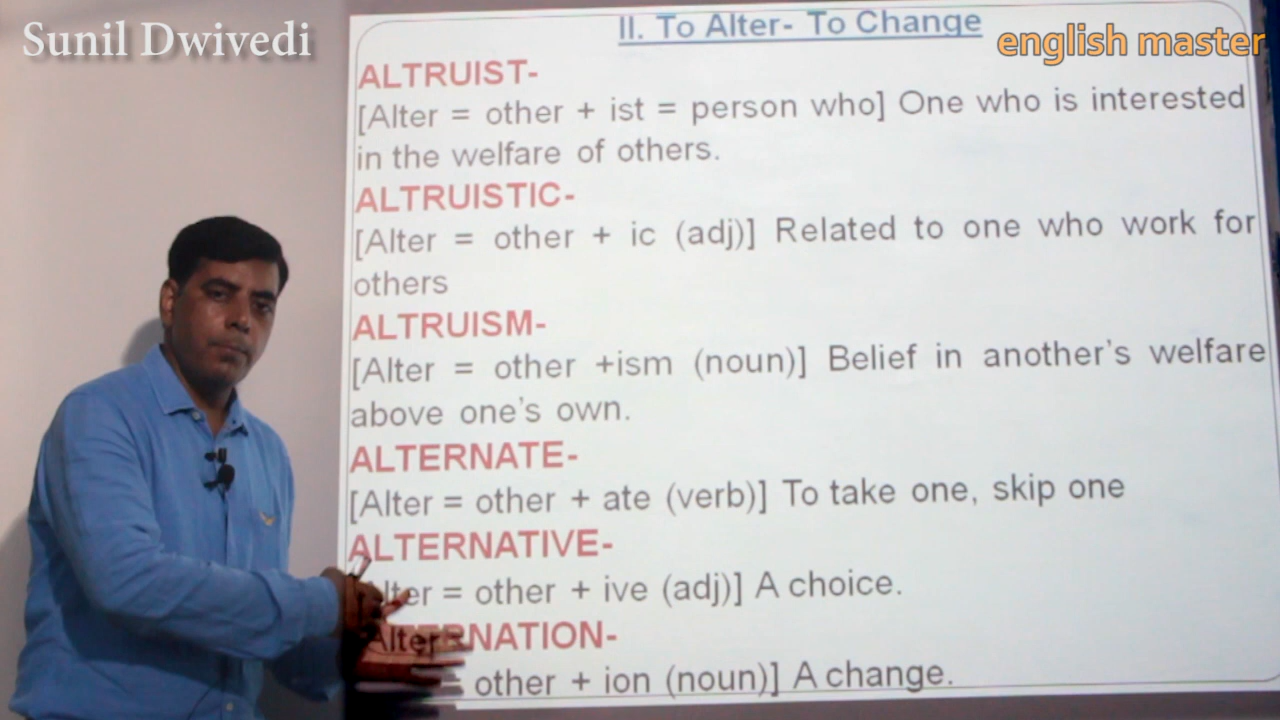 Sunil Dwivedi
english master
II. To Alter- To Change
ALTRUIST-
[Alter = other + ist = person who] One who is interested
in the welfare of others.
ALTRUISTIC-
[Alter = other + ic (adj)] Related to one who work for
others
ALTRUISM-
[Alter = other +ism (noun)] Belief in another's welfare
above one's own.
ALTERNATE-
[Alter = other + ate (verb)] To take one, skip one
ALTERNATIVE-
lter = other + ive (adj)] A choice.
NATION-
= other + ion (noun)] A change.